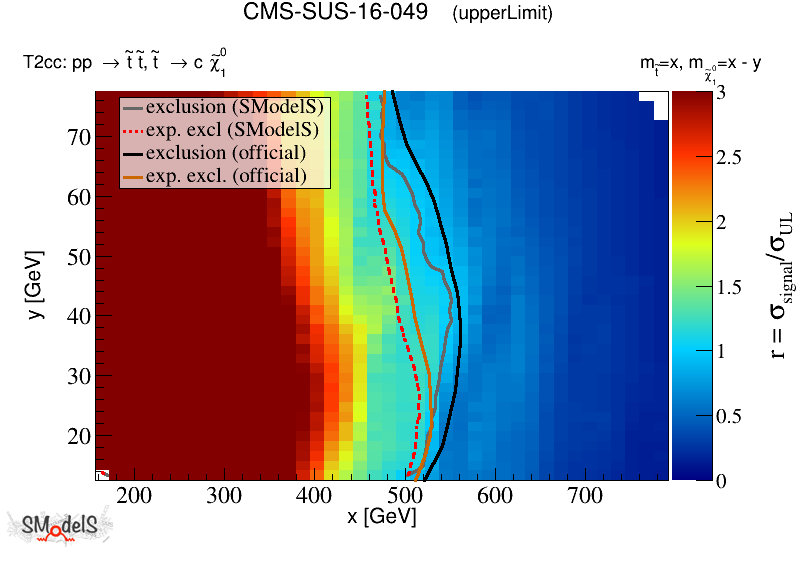 CMS-SUS-16-049 (upperLimit)
T2cc: pp → t̃ t̃, t̃ → c χ̃₁⁰
m_t̃=x, m_χ̃₁⁰=x - y
exclusion (SModelS)
exp. excl (SModelS)
exclusion (official)
exp. excl. (official)
y [GeV]
70
60
50
40
30
20
200 300 400 500 600 700
x [GeV]
3
2.5
2
1.5
1
0.5
0
r = σ_signal/σ_UL
SModelS